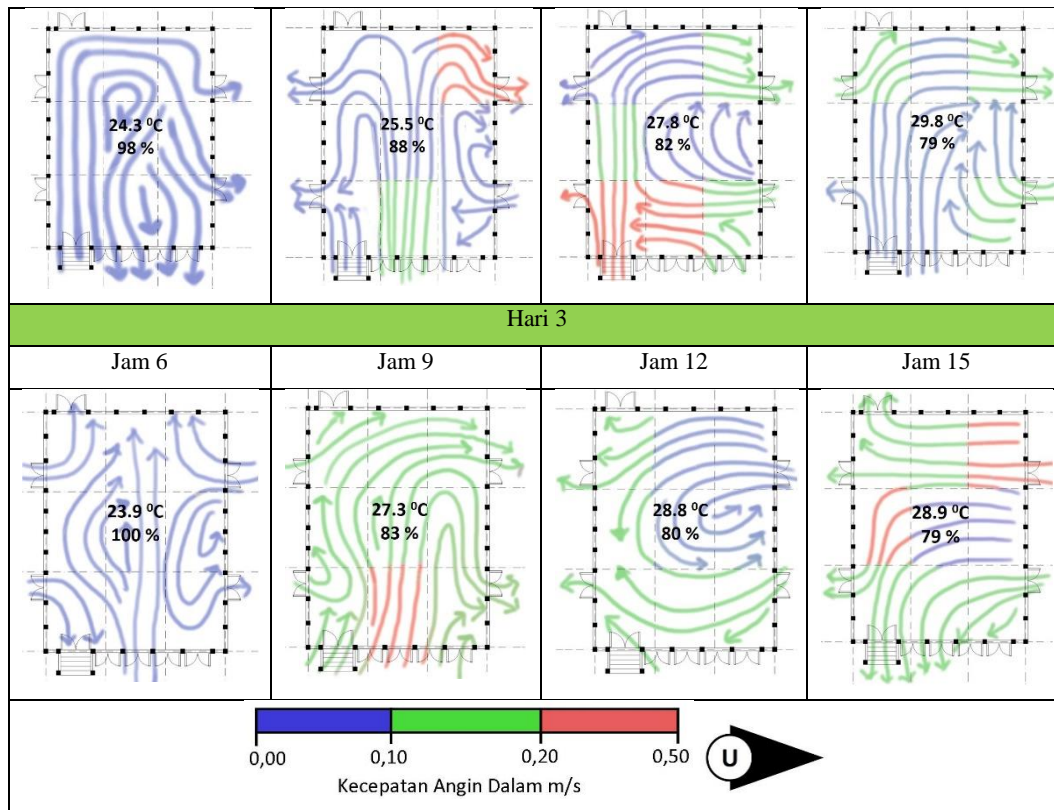 24.3 ⁰C
98 %
25.5 ⁰C
88 %
27.8 ⁰C
82 %
29.8 ⁰C
79 %
Hari 3
Jam 6
Jam 9
Jam 12
Jam 15
23.9 ⁰C
100 %
27.3 ⁰C
83 %
28.8 ⁰C
80 %
28.9 ⁰C
79 %
0,00
0,10
0,20
0,50
Kecepatan Angin Dalam m/s
U